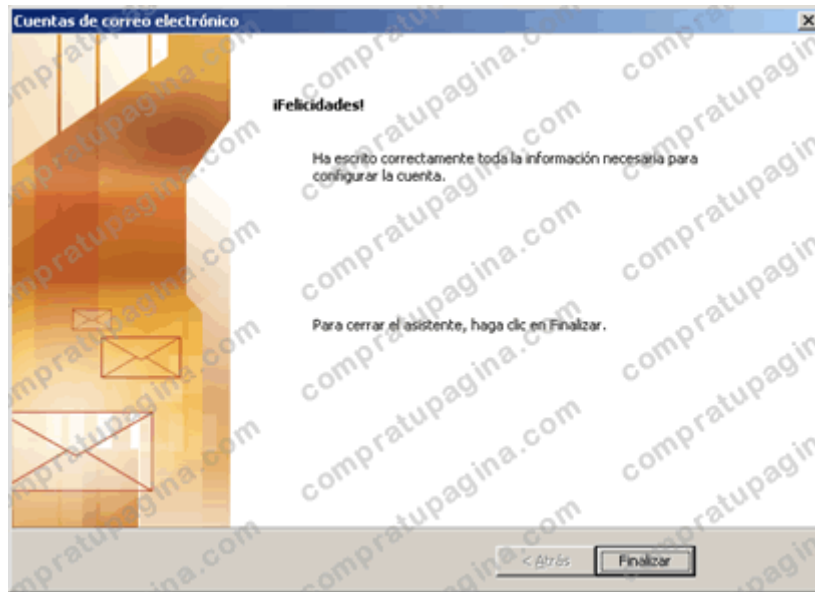 Cuentas de correo electrónico
¡Felicidades!
Ha escrito correctamente toda la información necesaria para
configurar la cuenta.
Para cerrar el asistente, haga clic en Finalizar.
< Atrás
Finalizar
compratupagina.com